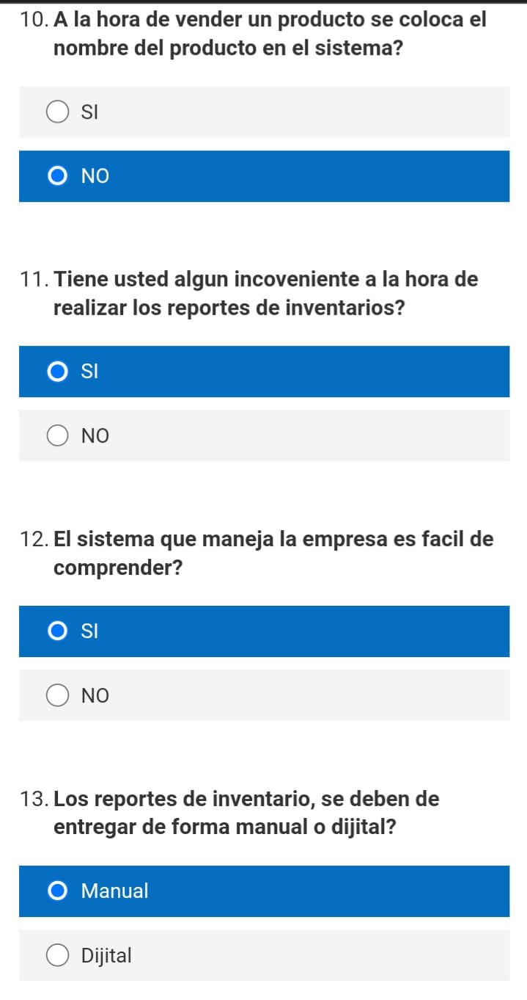 10. A la hora de vender un producto se coloca el
nombre del producto en el sistema?
SI
NO
11. Tiene usted algun incoveniente a la hora de
realizar los reportes de inventarios?
SI
NO
12. El sistema que maneja la empresa es facil de
comprender?
SI
NO
13. Los reportes de inventario, se deben de
entregar de forma manual o dijital?
Manual
Dijital